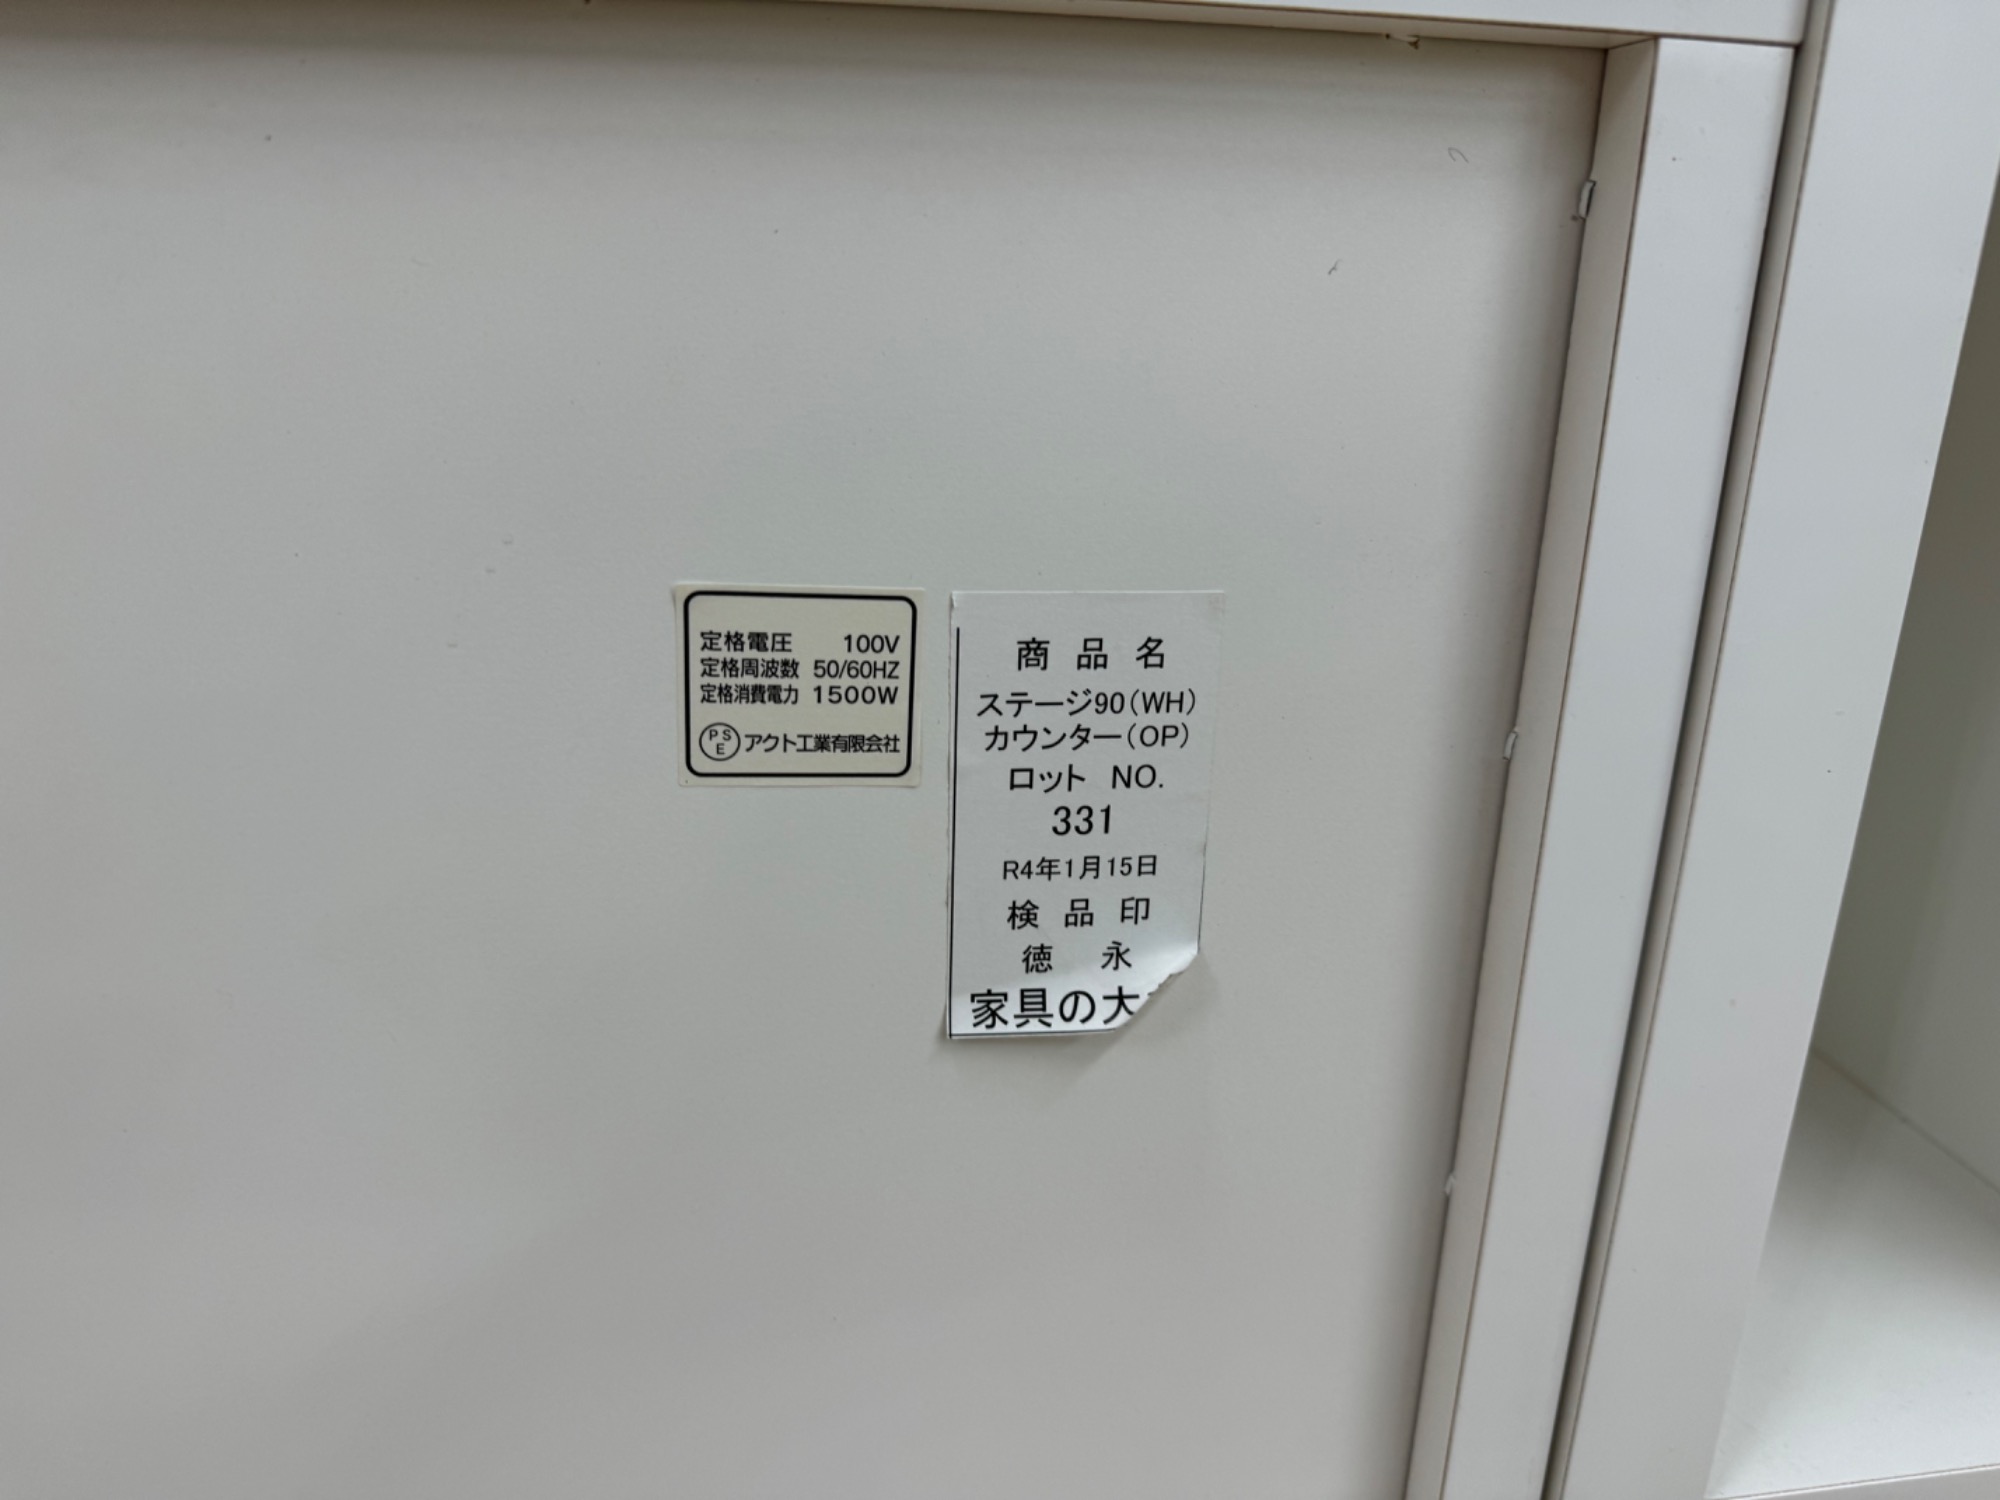 定格電圧 100V
定格周波数 50/60HZ
定格消費電力 1500W
PSE アクト工業有限会社
商品名
ステージ90(WH)
カウンター(OP)
ロット NO.
331
R4年1月15日
検品印
徳永
家具の大